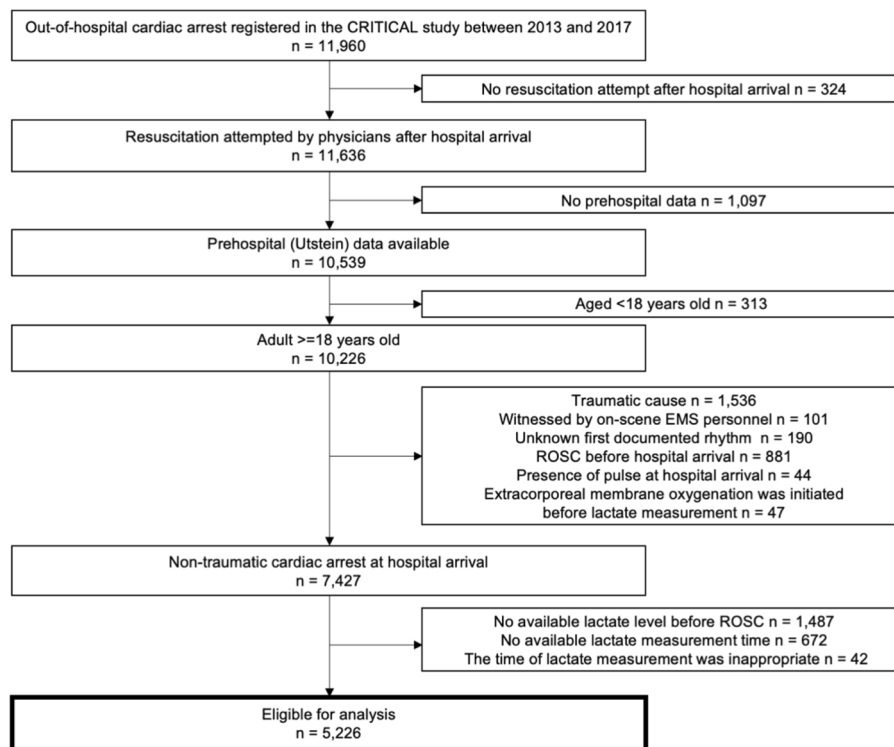 Out-of-hospital cardiac arrest registered in the CRITICAL study between 2013 and 2017
n = 11,960
No resuscitation attempt after hospital arrival n = 324
Resuscitation attempted by physicians after hospital arrival
n = 11,636
No prehospital data n = 1,097
Prehospital (Utstein) data available
n = 10,539
Aged <18 years old n = 313
Adult >=18 years old
n = 10,226
Traumatic cause n = 1,536
Witnessed by on-scene EMS personnel n = 101
Unknown first documented rhythm n = 190
ROSC before hospital arrival n = 881
Presence of pulse at hospital arrival n = 44
Extracorporeal membrane oxygenation was initiated
before lactate measurement n = 47
Non-traumatic cardiac arrest at hospital arrival
n = 7,427
No available lactate level before ROSC n = 1,487
No available lactate measurement time n = 672
The time of lactate measurement was inappropriate n = 42
Eligible for analysis
n = 5,226